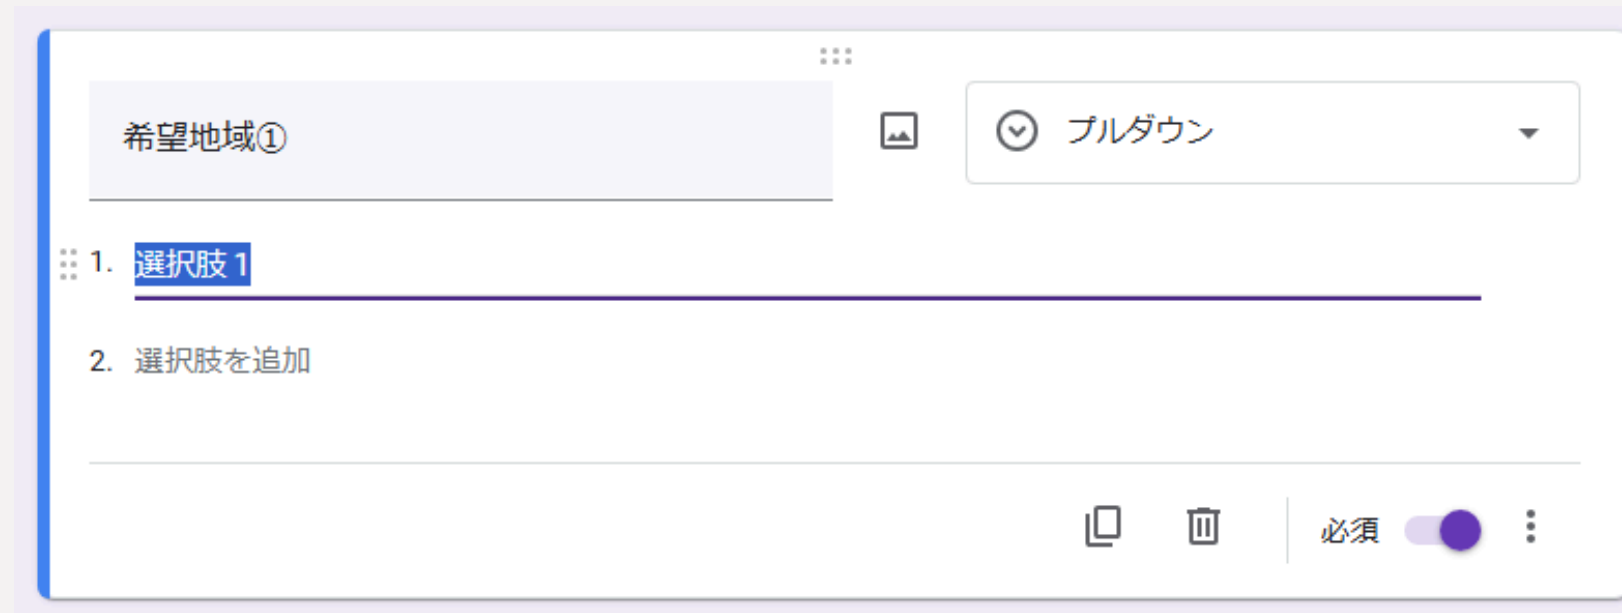 希望地域①
プルダウン
1. 選択肢 1
2. 選択肢を追加
必須